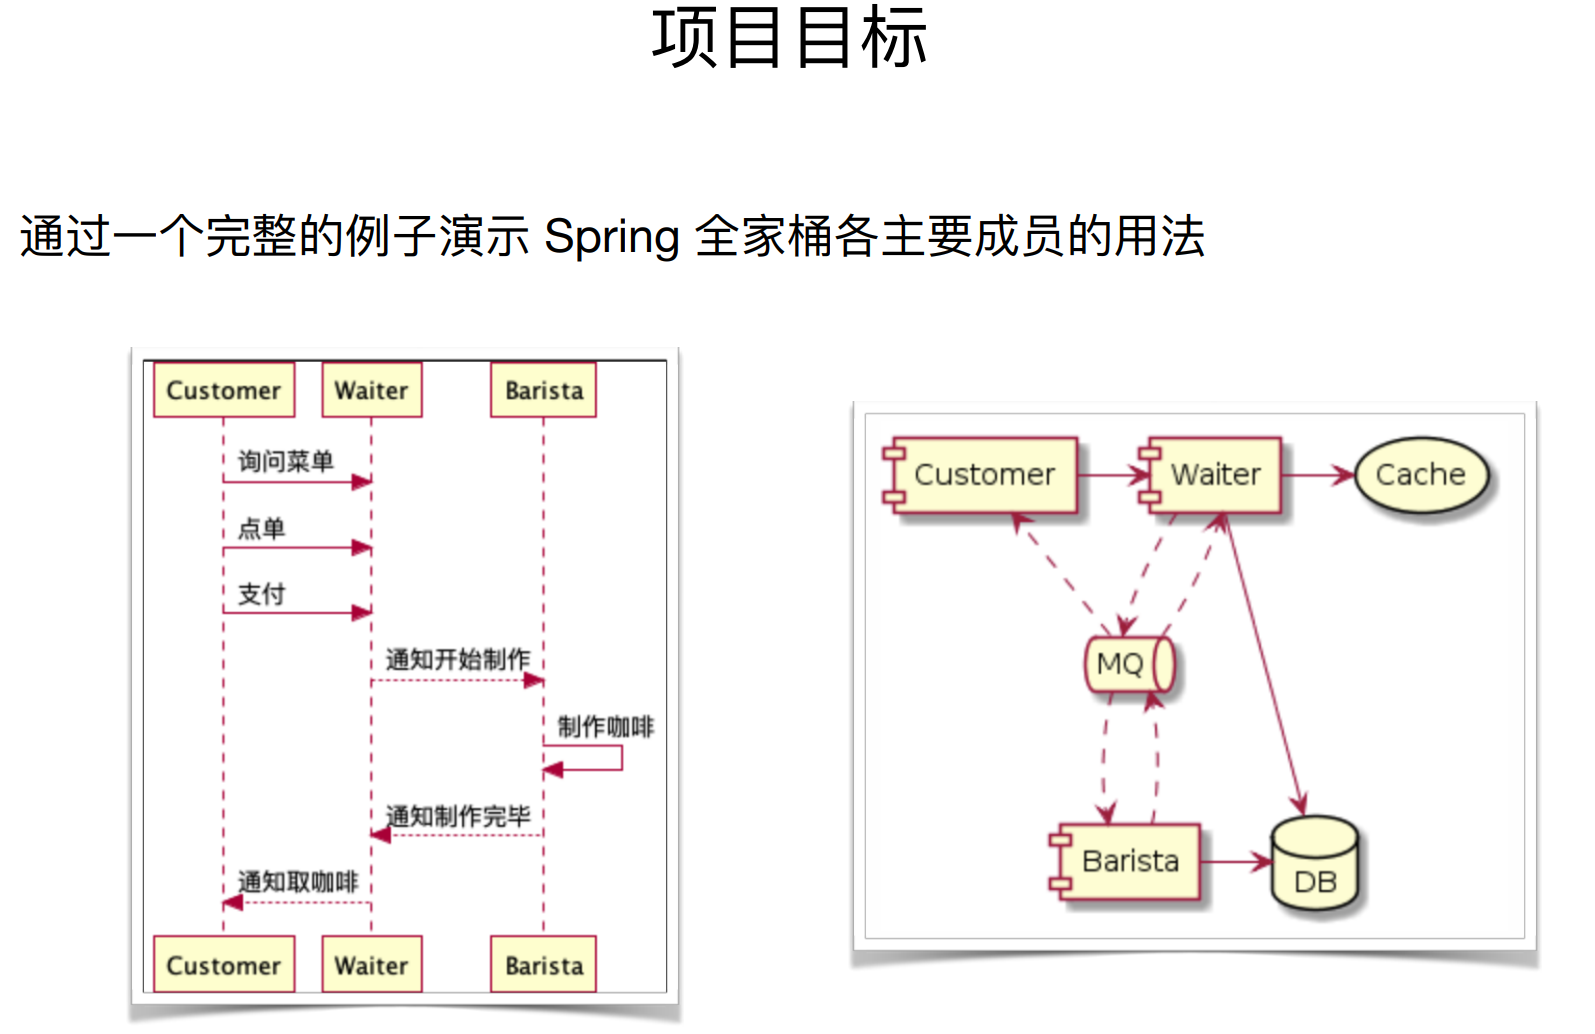 项目目标
通过一个完整的例子演示 Spring 全家桶各主要成员的用法
Customer Waiter Barista
询问菜单
点单
支付
通知开始制作
制作咖啡
通知制作完毕
通知取咖啡
Customer Waiter Barista
Customer Waiter Cache
MQ
Barista
DB